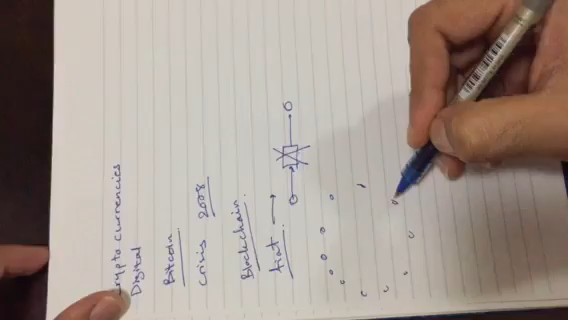 Crypto currencies
Digital
Bitcoin.
Crisis 2008
Blockchain.
fiat. →